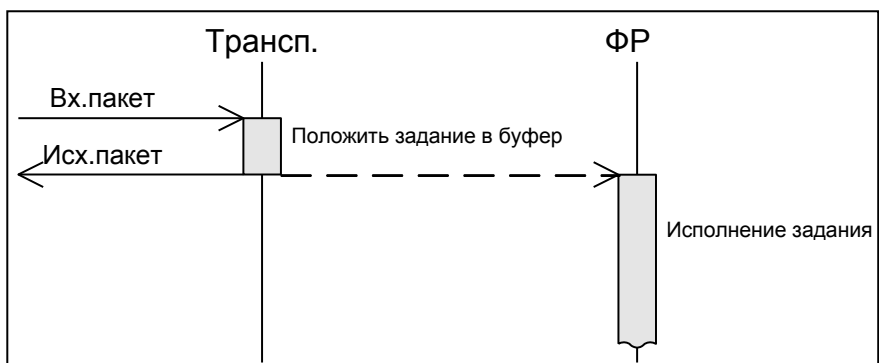 Трансп.
ФР
Вх.пакет
Положить задание в буфер
Исх.пакет
Исполнение задания